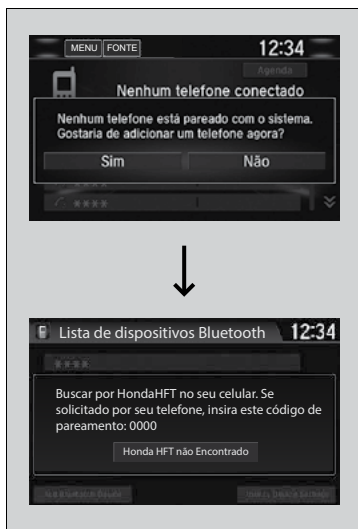 MENU FONTE 12:34
Agenda
Nenhum telefone conectado
Nenhum telefone está pareado com o sistema.
Gostaria de adicionar um telefone agora?
Sim Não
****
Lista de dispositivos Bluetooth 12:34
****
Buscar por HondaHFT no seu celular. Se
solicitado por seu telefone, insira este código de
pareamento: 0000
Honda HFT não Encontrado